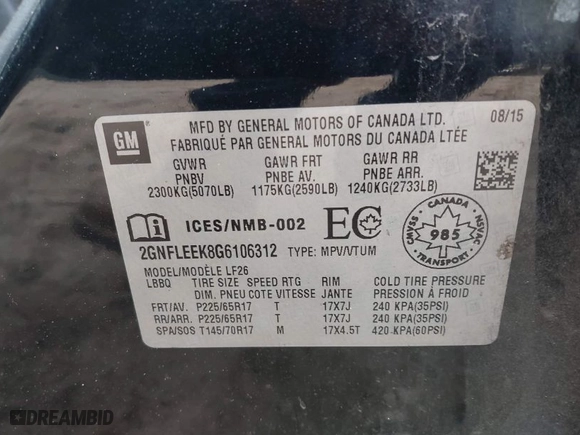 GM
MFD BY GENERAL MOTORS OF CANADA LTD. 08/15
FABRIQUÉ PAR GENERAL MOTORS DU CANADA LTÉE
GVWR GAWR FRT GAWR RR
PNBV PNBE AV. PNBE ARR.
2300KG(5070LB) 1175KG(2590LB) 1240KG(2733LB)
i ICES/NMB-002 EC
CANADA
CMVSS 985 NSVAC
TRANSPORT
2GNFLEEK8G6106312 TYPE: MPV/VTUM
MODEL/MODÈLE LF26
LBBQ TIRE SIZE SPEED RTG RIM COLD TIRE PRESSURE
DIM. PNEU COTE VITESSE JANTE PRESSION À FROID
FRT/AV. P225/65R17 T 17X7J 240 KPA(35PSI)
RR/ARR. P225/65R17 T 17X7J 240 KPA(35PSI)
SPA/SOS T145/70R17 M 17X4.5T 420 KPA(60PSI)
DREAMBID